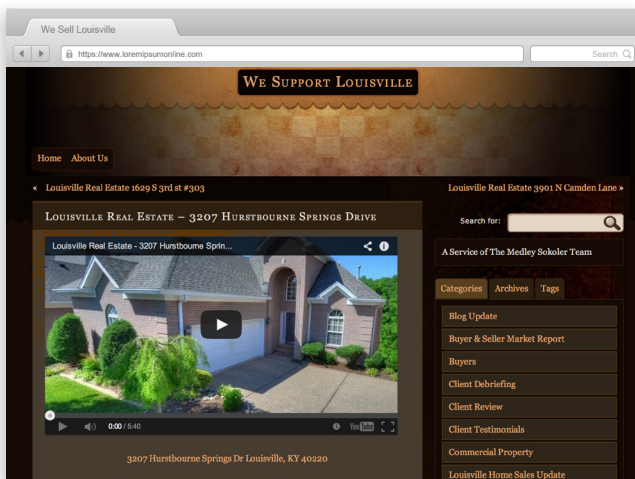 We Sell Louisville
https://www.loremipsumonline.com
Search
We Support Louisville
Home About Us
« Louisville Real Estate 1629 S 3rd st #303
Louisville Real Estate 3901 N Camden Lane »
Louisville Real Estate – 3207 Hurstbourne Springs Drive
Louisville Real Estate - 3207 Hurstbourne Sprin...
0:00 / 5:40
YouTube
3207 Hurstbourne Springs Dr Louisville, KY 40220
Search for:
A Service of The Medley Sokoler Team
Categories Archives Tags
Blog Update
Buyer & Seller Market Report
Buyers
Client Debriefing
Client Review
Client Testimonials
Commercial Property
Louisville Home Sales Update